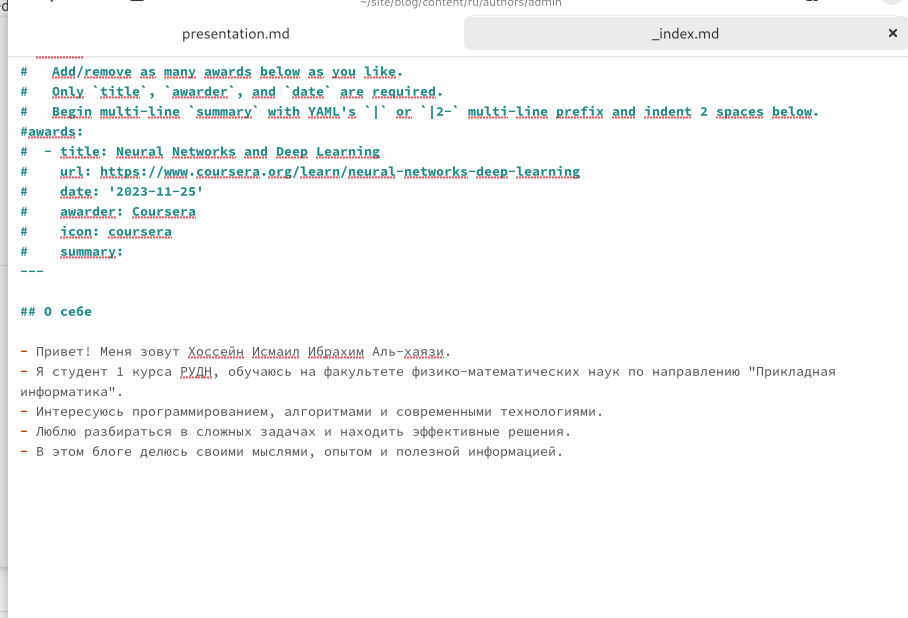 ~/site/blog/content/ru/authors/admin
presentation.md
_index.md
×
#   Add/remove as many awards below as you like.
#   Only `title`, `awarder`, and `date` are required.
#   Begin multi-line `summary` with YAML's `|` or `|2-` multi-line prefix and indent 2 spaces below.
#awards:
#  - title: Neural Networks and Deep Learning
#    url: https://www.coursera.org/learn/neural-networks-deep-learning
#    date: '2023-11-25'
#    awarder: Coursera
#    icon: coursera
#    summary:
---
## О себе
- Привет! Меня зовут Хоссейн Исмаил Ибрахим Аль-хаязи.
- Я студент 1 курса РУДН, обучаюсь на факультете физико-математических наук по направлению "Прикладная
информатика".
- Интересуюсь программированием, алгоритмами и современными технологиями.
- Люблю разбираться в сложных задачах и находить эффективные решения.
- В этом блоге делюсь своими мыслями, опытом и полезной информацией.